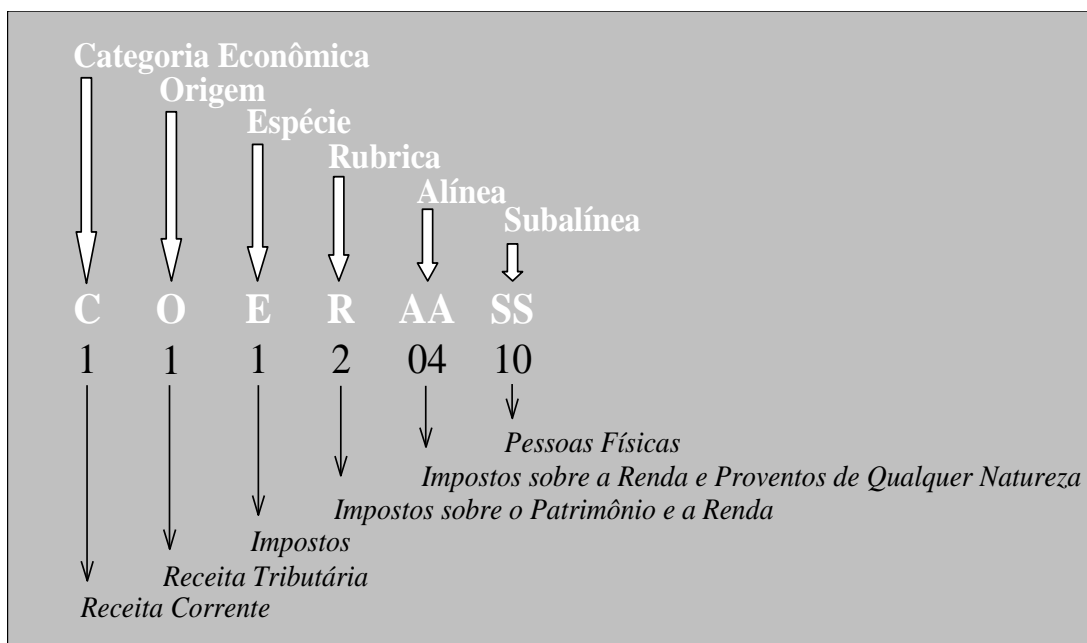 Categoria Econômica
Origem
Espécie
Rubrica
Alínea
Subalínea
C O E R AA SS
1 1 1 2 04 10
Pessoas Físicas
Impostos sobre a Renda e Proventos de Qualquer Natureza
Impostos sobre o Patrimônio e a Renda
Impostos
Receita Tributária
Receita Corrente